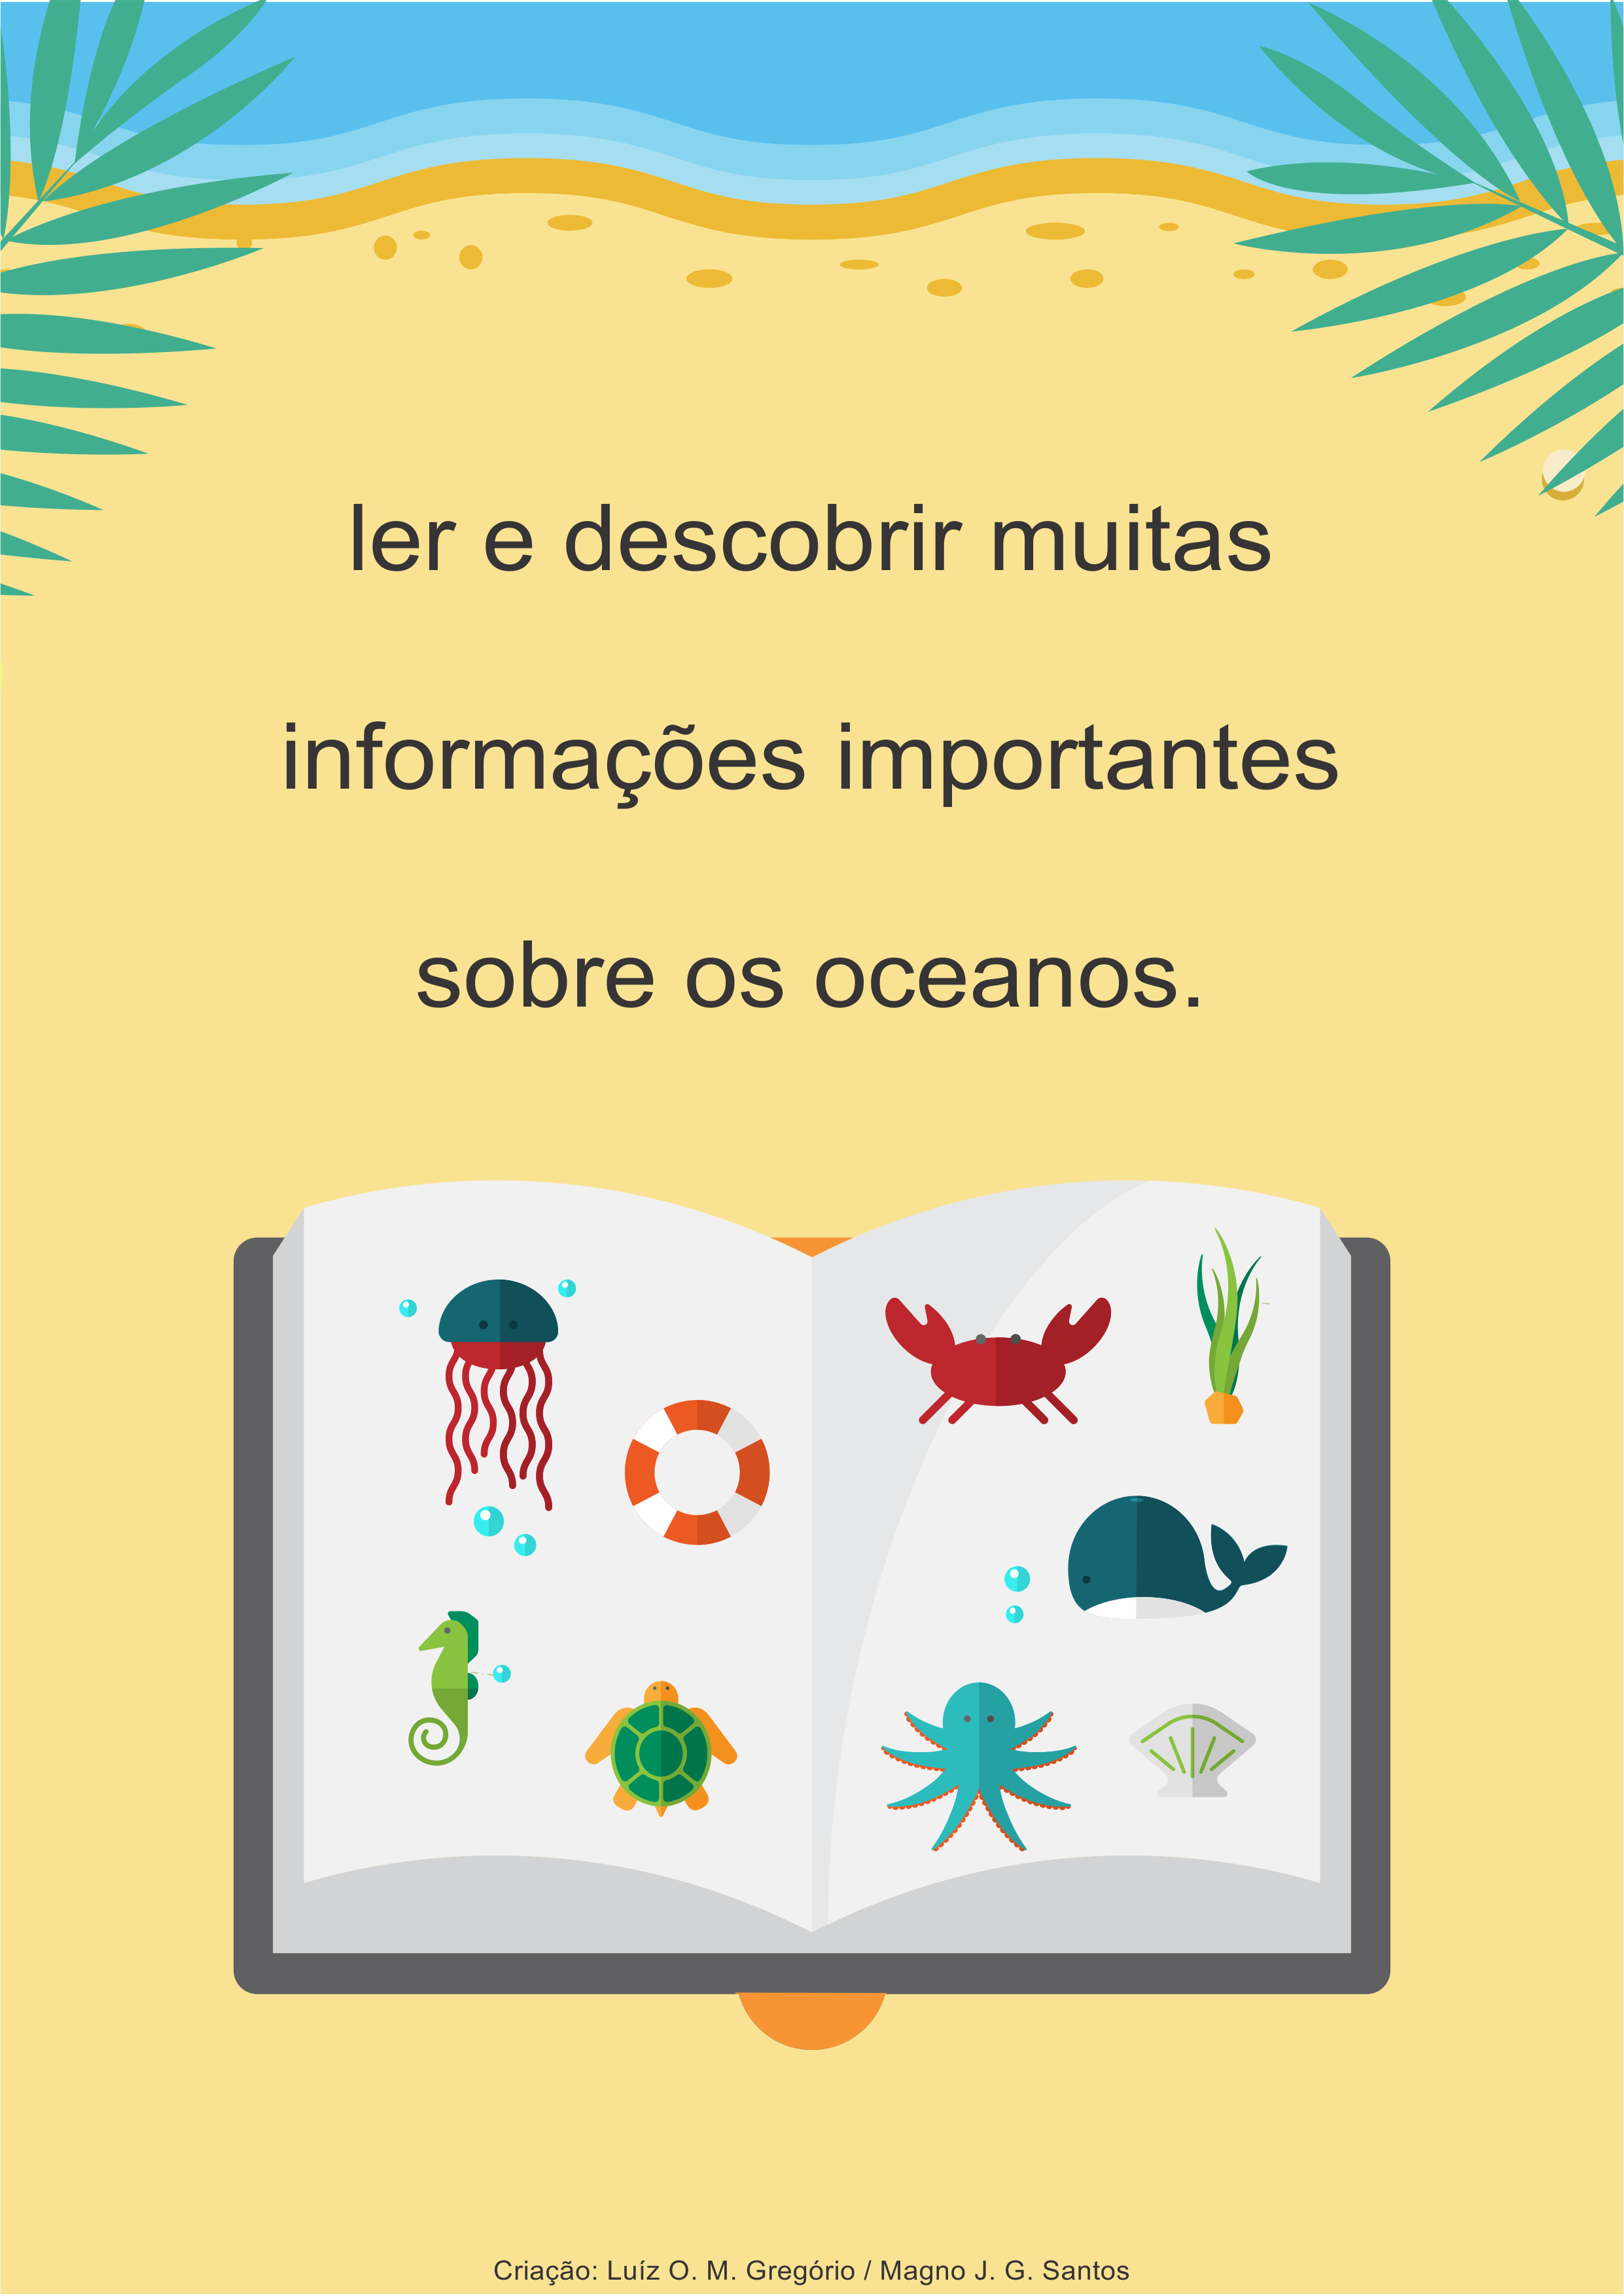 ler e descobrir muitas
informações importantes
sobre os oceanos.
Criação: Luíz O. M. Gregório / Magno J. G. Santos